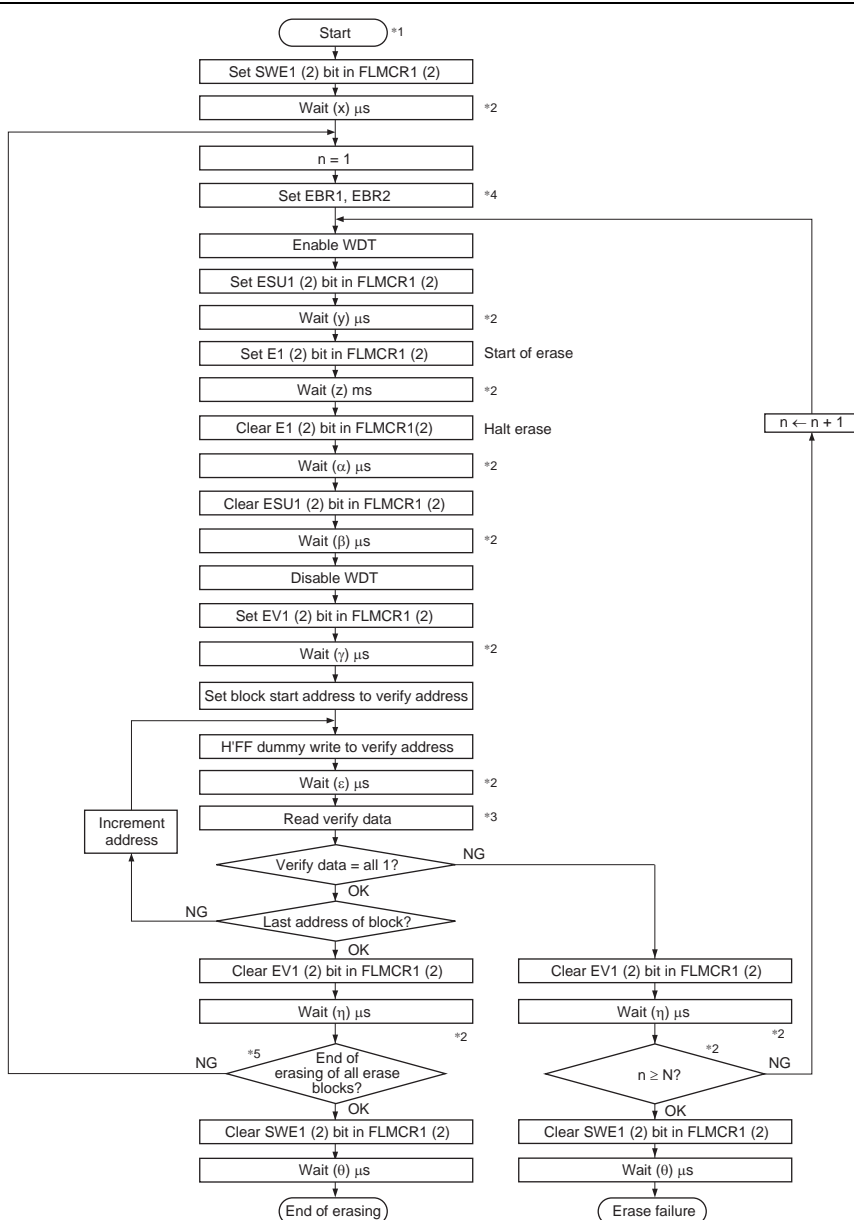 Start *1
Set SWE1 (2) bit in FLMCR1 (2)
Wait (x) μs *2
n = 1
Set EBR1, EBR2 *4
Enable WDT
Set ESU1 (2) bit in FLMCR1 (2)
Wait (y) μs *2
Set E1 (2) bit in FLMCR1 (2) Start of erase
Wait (z) ms *2
n ← n + 1
Clear E1 (2) bit in FLMCR1(2) Halt erase
Wait (α) μs *2
Clear ESU1 (2) bit in FLMCR1 (2)
Wait (β) μs *2
Disable WDT
Set EV1 (2) bit in FLMCR1 (2)
Wait (γ) μs *2
Set block start address to verify address
H'FF dummy write to verify address
Wait (ε) μs *2
Increment
address
Read verify data *3
Verify data = all 1? NG
OK
NG Last address of block?
OK
Clear EV1 (2) bit in FLMCR1 (2) Clear EV1 (2) bit in FLMCR1 (2)
Wait (η) μs Wait (η) μs
*2 *2
NG *5 End of
erasing of all erase
blocks?
*2 n ≥ N? NG
OK OK
Clear SWE1 (2) bit in FLMCR1 (2) Clear SWE1 (2) bit in FLMCR1 (2)
Wait (θ) μs Wait (θ) μs
End of erasing Erase failure